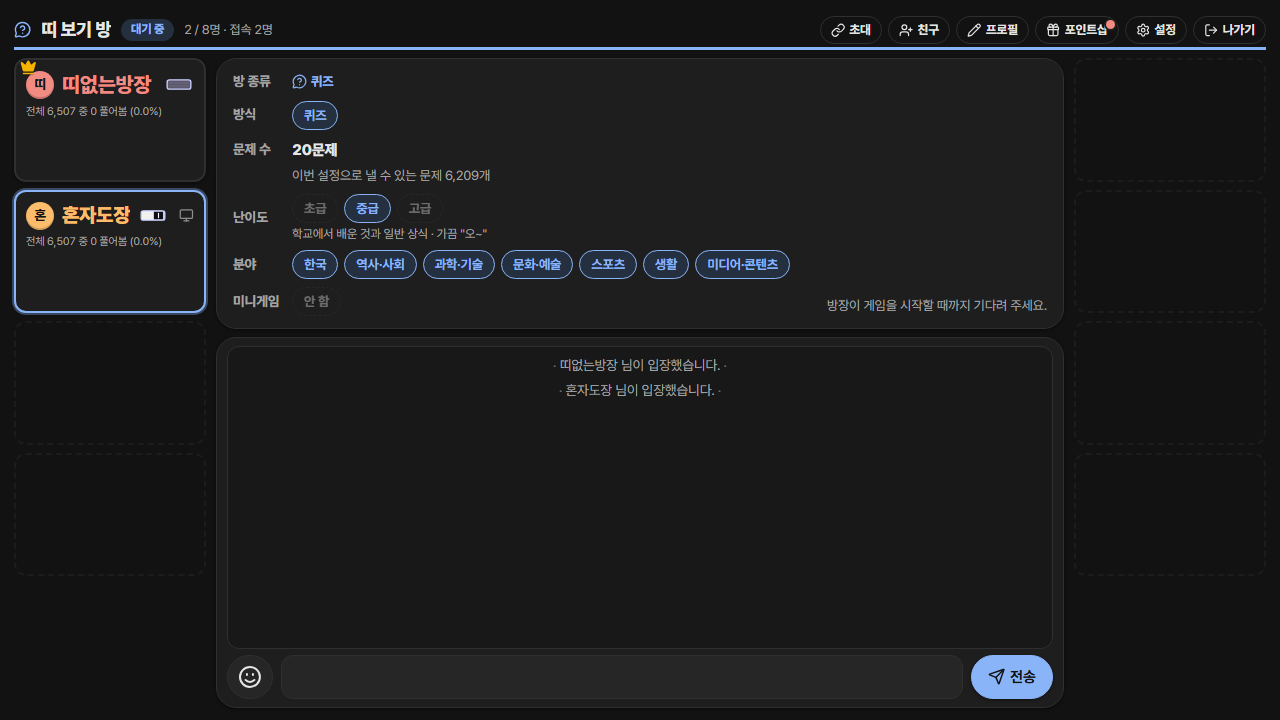 띠 보기 방 대기 중 2 / 8명 · 접속 2명 초대 친구 프로필 포인트샵 설정 나가기
띠 띠없는방장
전체 6,507 중 0 풀어봄 (0.0%)
혼 혼자도장
전체 6,507 중 0 풀어봄 (0.0%)
방 종류 퀴즈
방식 퀴즈
문제 수 20문제
이번 설정으로 낼 수 있는 문제 6,209개
난이도 초급 중급 고급
학교에서 배운 것과 일반 상식 · 가끔 "오~"
분야 한국 역사·사회 과학·기술 문화·예술 스포츠 생활 미디어·콘텐츠
미니게임 안 함
방장이 게임을 시작할 때까지 기다려 주세요.
· 띠없는방장 님이 입장했습니다. ·
· 혼자도장 님이 입장했습니다. ·
전송